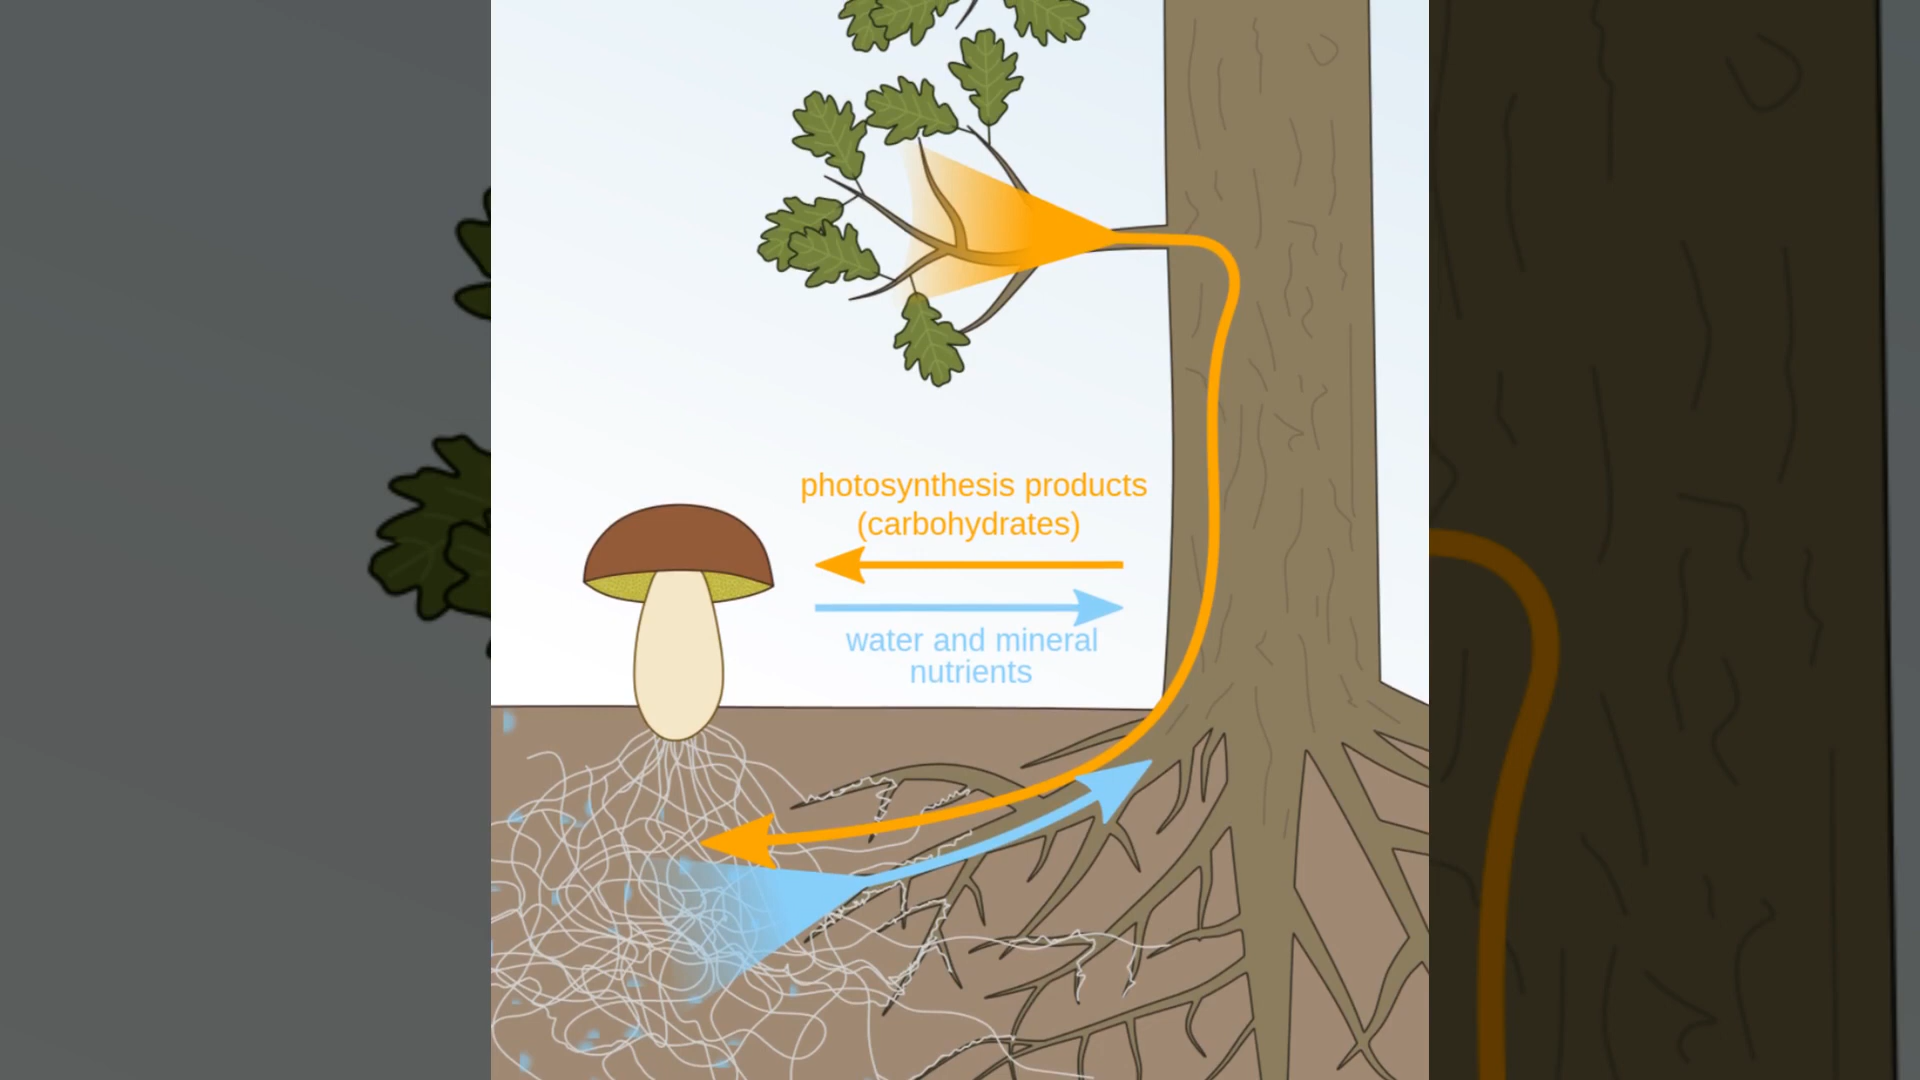 photosynthesis products
(carbohydrates)
water and mineral
nutrients